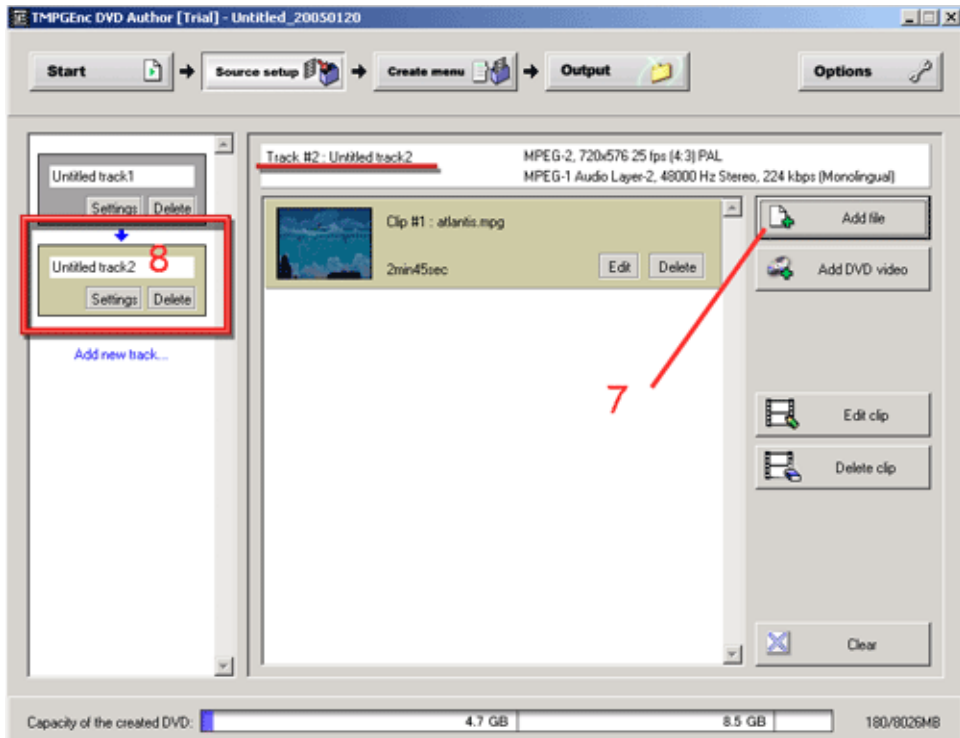 TMPGEnc DVD Author [Trial] - Untitled_20050120
Start
Source setup
Create menu
Output
Options
Untitled track1
Settings Delete
Untitled track2 8
Settings Delete
Add new track...
Track #2 : Untitled track2
MPEG-2, 720x576 25 fps (4:3) PAL
MPEG-1 Audio Layer-2, 48000 Hz Stereo, 224 kbps (Monolingual)
Clip #1 : atlantis.mpg
2min45sec
Edit Delete
Add file
Add DVD video
7
Edit clip
Delete clip
Clear
Capacity of the created DVD: 4.7 GB 8.5 GB 180/8026MB